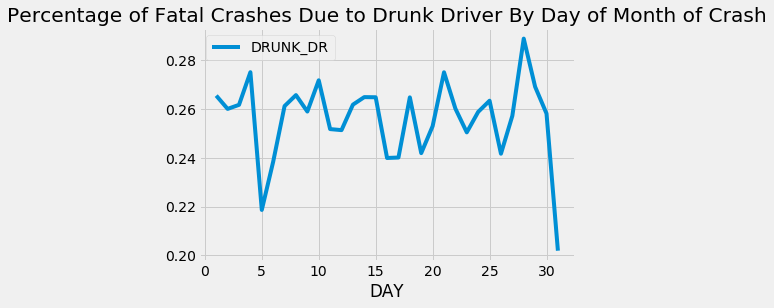 Percentage of Fatal Crashes Due to Drunk Driver By Day of Month of Crash
DRUNK_DR
0.28
0.26
0.24
0.22
0.20
0 5 10 15 20 25 30
DAY